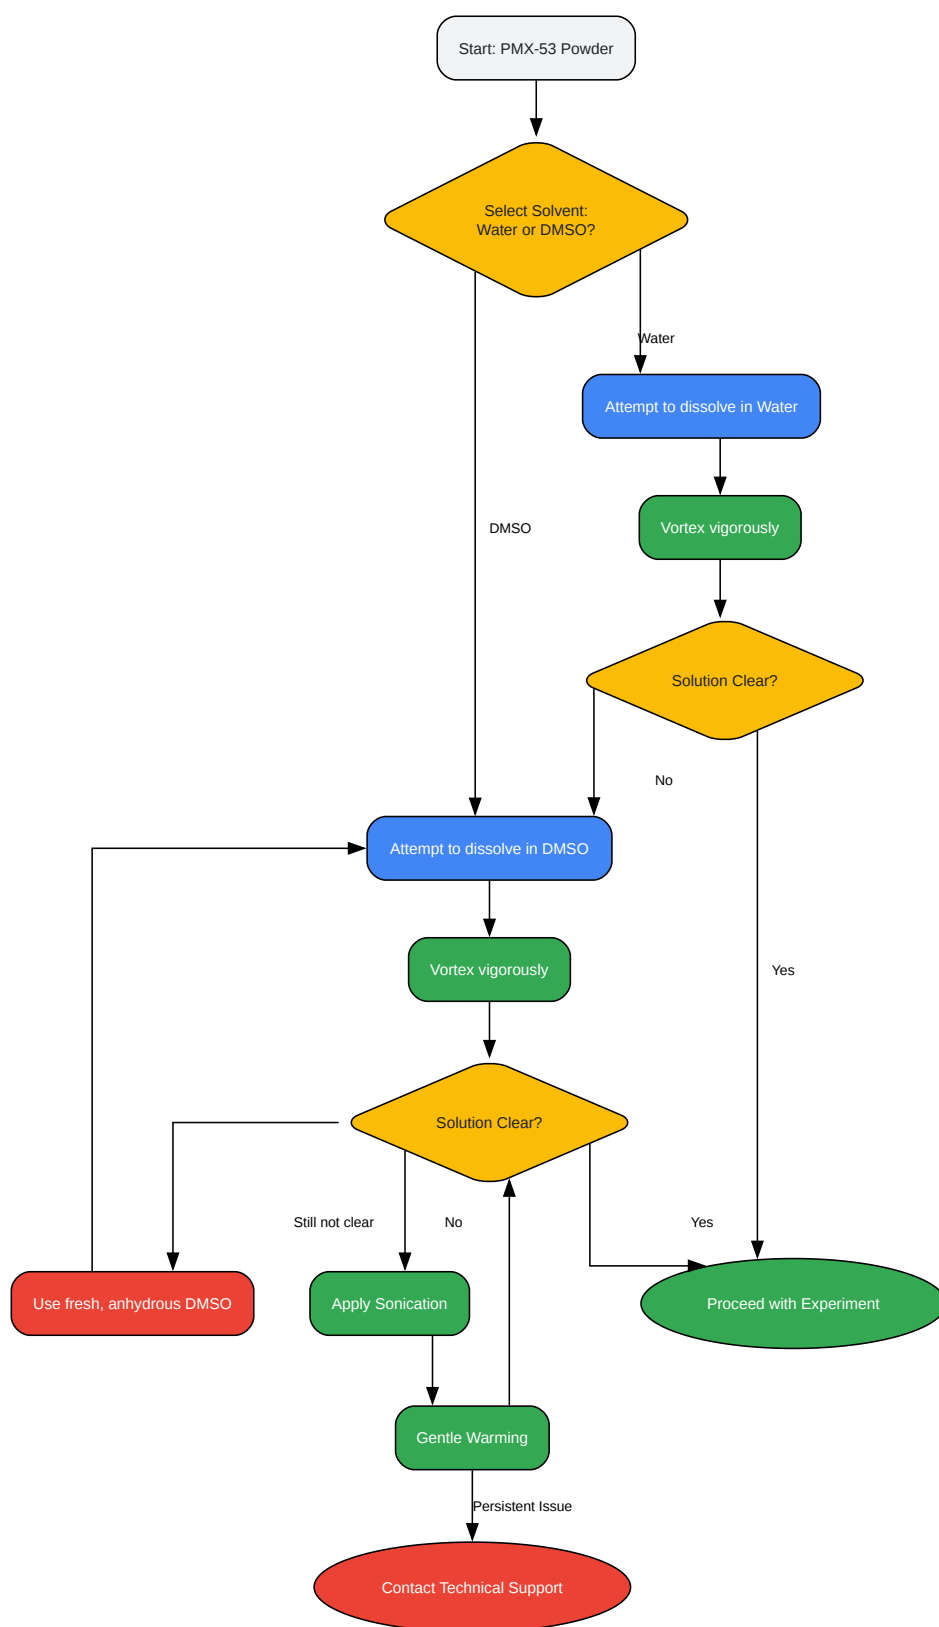 Start: PMX-53 Powder
Select Solvent:
Water or DMSO?
Water
Attempt to dissolve in Water
DMSO
Vortex vigorously
Solution Clear?
No
Attempt to dissolve in DMSO
Vortex vigorously
Yes
Solution Clear?
Still not clear
No
Yes
Use fresh, anhydrous DMSO
Apply Sonication
Proceed with Experiment
Gentle Warming
Persistent Issue
Contact Technical Support